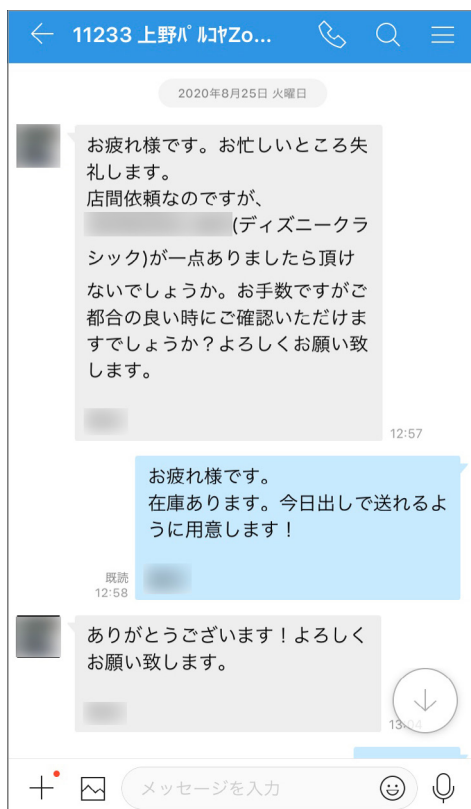 11233 上野ﾊﾟﾙｺﾔZo...
2020年8月25日 火曜日
お疲れ様です。お忙しいところ失
礼します。
店間依頼なのですが、
(ディズニークラ
シック)が一点ありましたら頂け
ないでしょうか。お手数ですがご
都合の良い時にご確認いただけま
すでしょうか？よろしくお願い致
します。
12:57
お疲れ様です。
在庫あります。今日出しで送れるよ
うに用意します！
既読
12:58
ありがとうございます！よろしく
お願い致します。
13:04
メッセージを入力